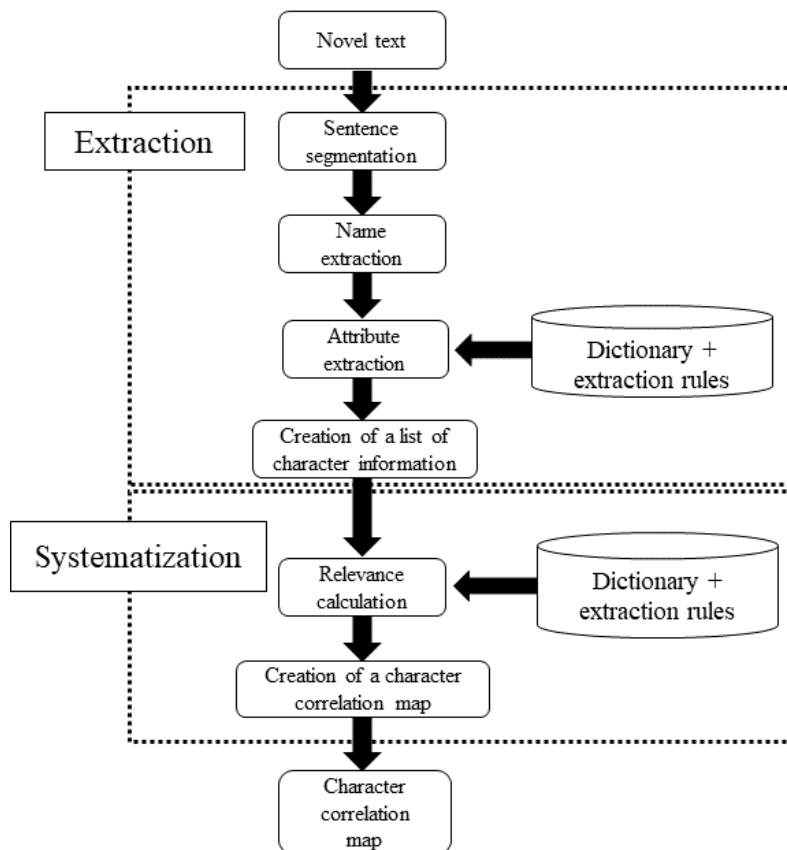 Novel text
Extraction
Sentence
segmentation
Name
extraction
Attribute
extraction
Dictionary +
extraction rules
Creation of a list of
character information
Systematization
Relevance
calculation
Dictionary +
extraction rules
Creation of a character
correlation map
Character
correlation
map